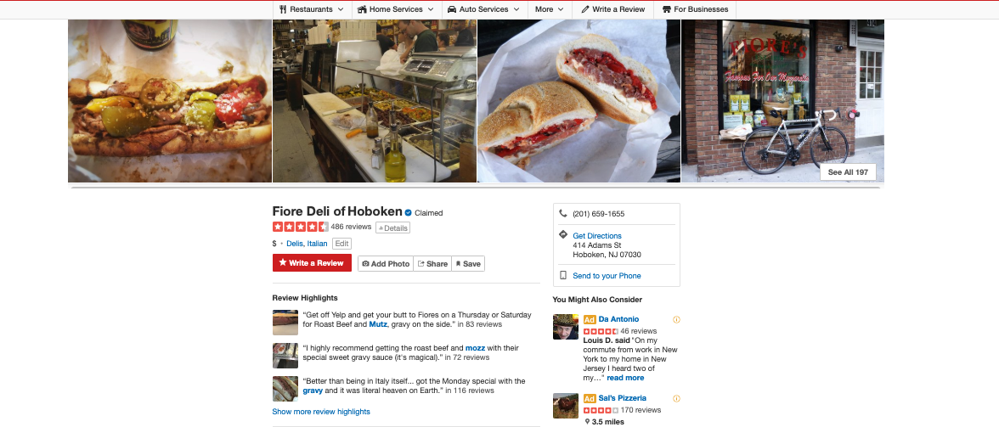 Restaurants
Home Services
Auto Services
More
Write a Review
For Businesses
FIORE'S
Famous For Our Mozzarella
See All 197
Fiore Deli of Hoboken Claimed
486 reviews Details
$ · Delis, Italian Edit
Write a Review
Add Photo
Share
Save
Review Highlights
“Get off Yelp and get your butt to Fiores on a Thursday or Saturday
for Roast Beef and Mutz, gravy on the side.” in 83 reviews
“I highly recommend getting the roast beef and mozz with their
special sweet gravy sauce (it's magical).” in 72 reviews
“Better than being in Italy itself... got the Monday special with the
gravy and it was literal heaven on Earth.” in 116 reviews
Show more review highlights
(201) 659-1655
Get Directions
414 Adams St
Hoboken, NJ 07030
Send to your Phone
You Might Also Consider
Ad Da Antonio
46 reviews
Louis D. said "On my
commute from work in New
York to my home in New
Jersey I heard two of
my…" read more
Ad Sal's Pizzeria
170 reviews
3.5 miles